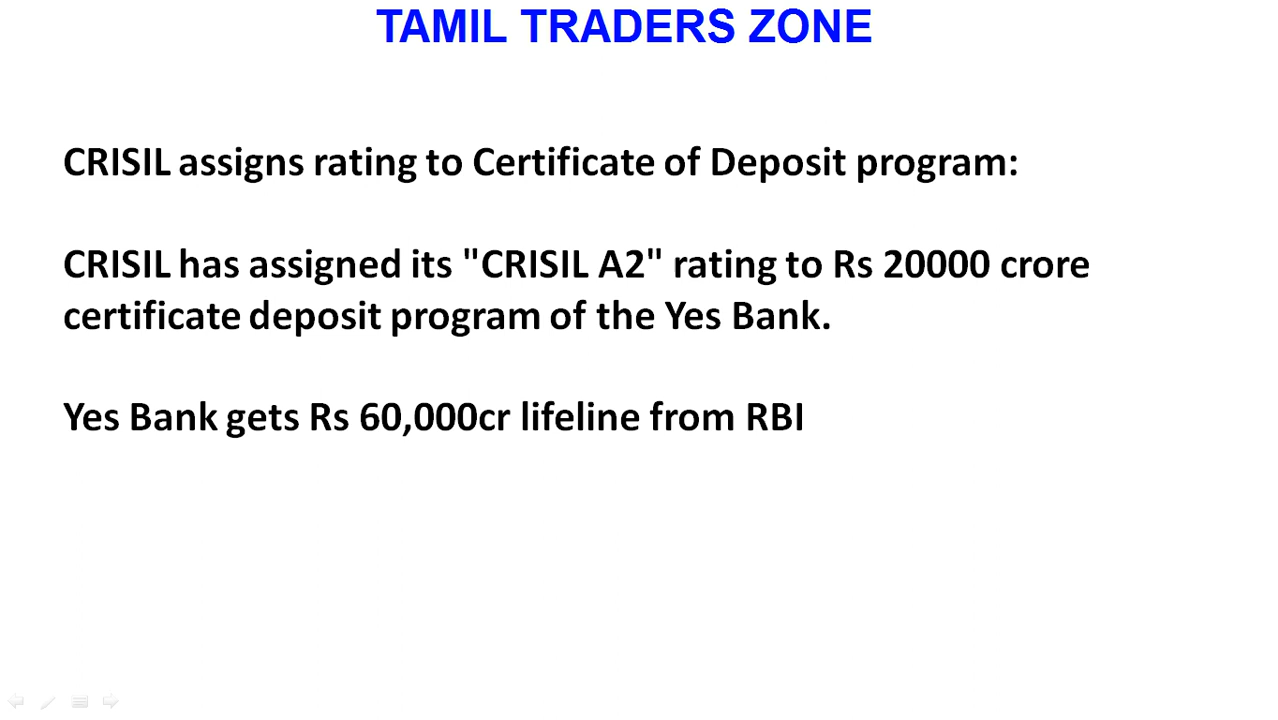 TAMIL TRADERS ZONE
CRISIL assigns rating to Certificate of Deposit program:
CRISIL has assigned its "CRISIL A2" rating to Rs 20000 crore
certificate deposit program of the Yes Bank.
Yes Bank gets Rs 60,000cr lifeline from RBI